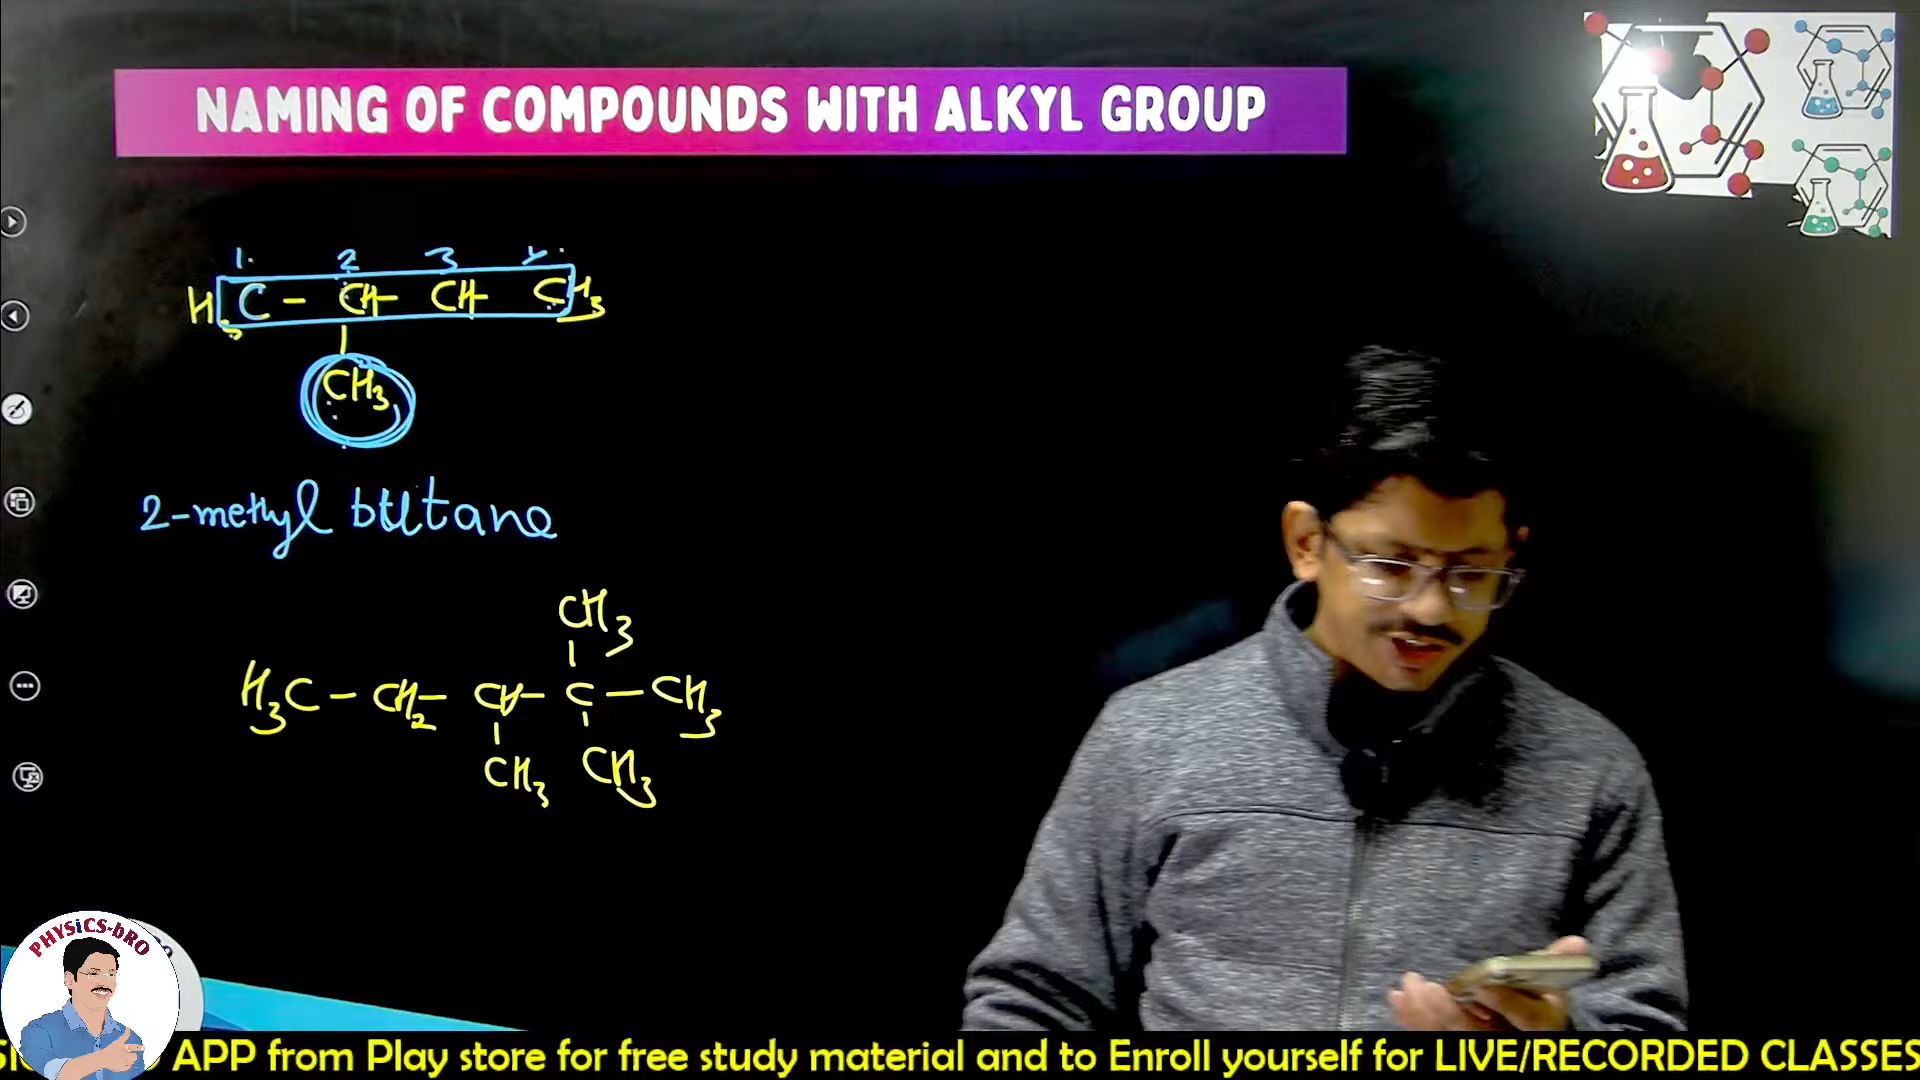 NAMING OF COMPOUNDS WITH ALKYL GROUP
1 2 3 4
H3C - CH - CH CH3
CH3
2-methyl butane
CH3
H3C - CH2 - CH - C - CH3
CH3 CH3
PHYSiCS-bRO
APP from Play store for free study material and to Enroll yourself for LIVE/RECORDED CLASSES